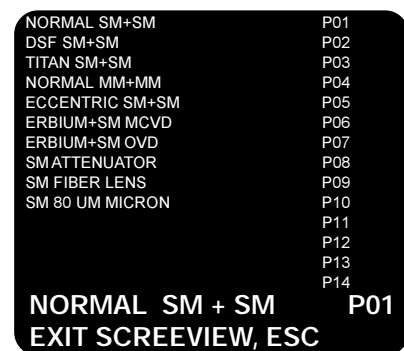 NORMAL SM+SM P01
DSF SM+SM P02
TITAN SM+SM P03
NORMAL MM+MM P04
ECCENTRIC SM+SM P05
ERBIUM+SM MCVD P06
ERBIUM+SM OVD P07
SM ATTENUATOR P08
SM FIBER LENS P09
SM 80 UM MICRON P10
P11
P12
P13
P14
NORMAL SM + SM P01
EXIT SCREEVIEW, ESC